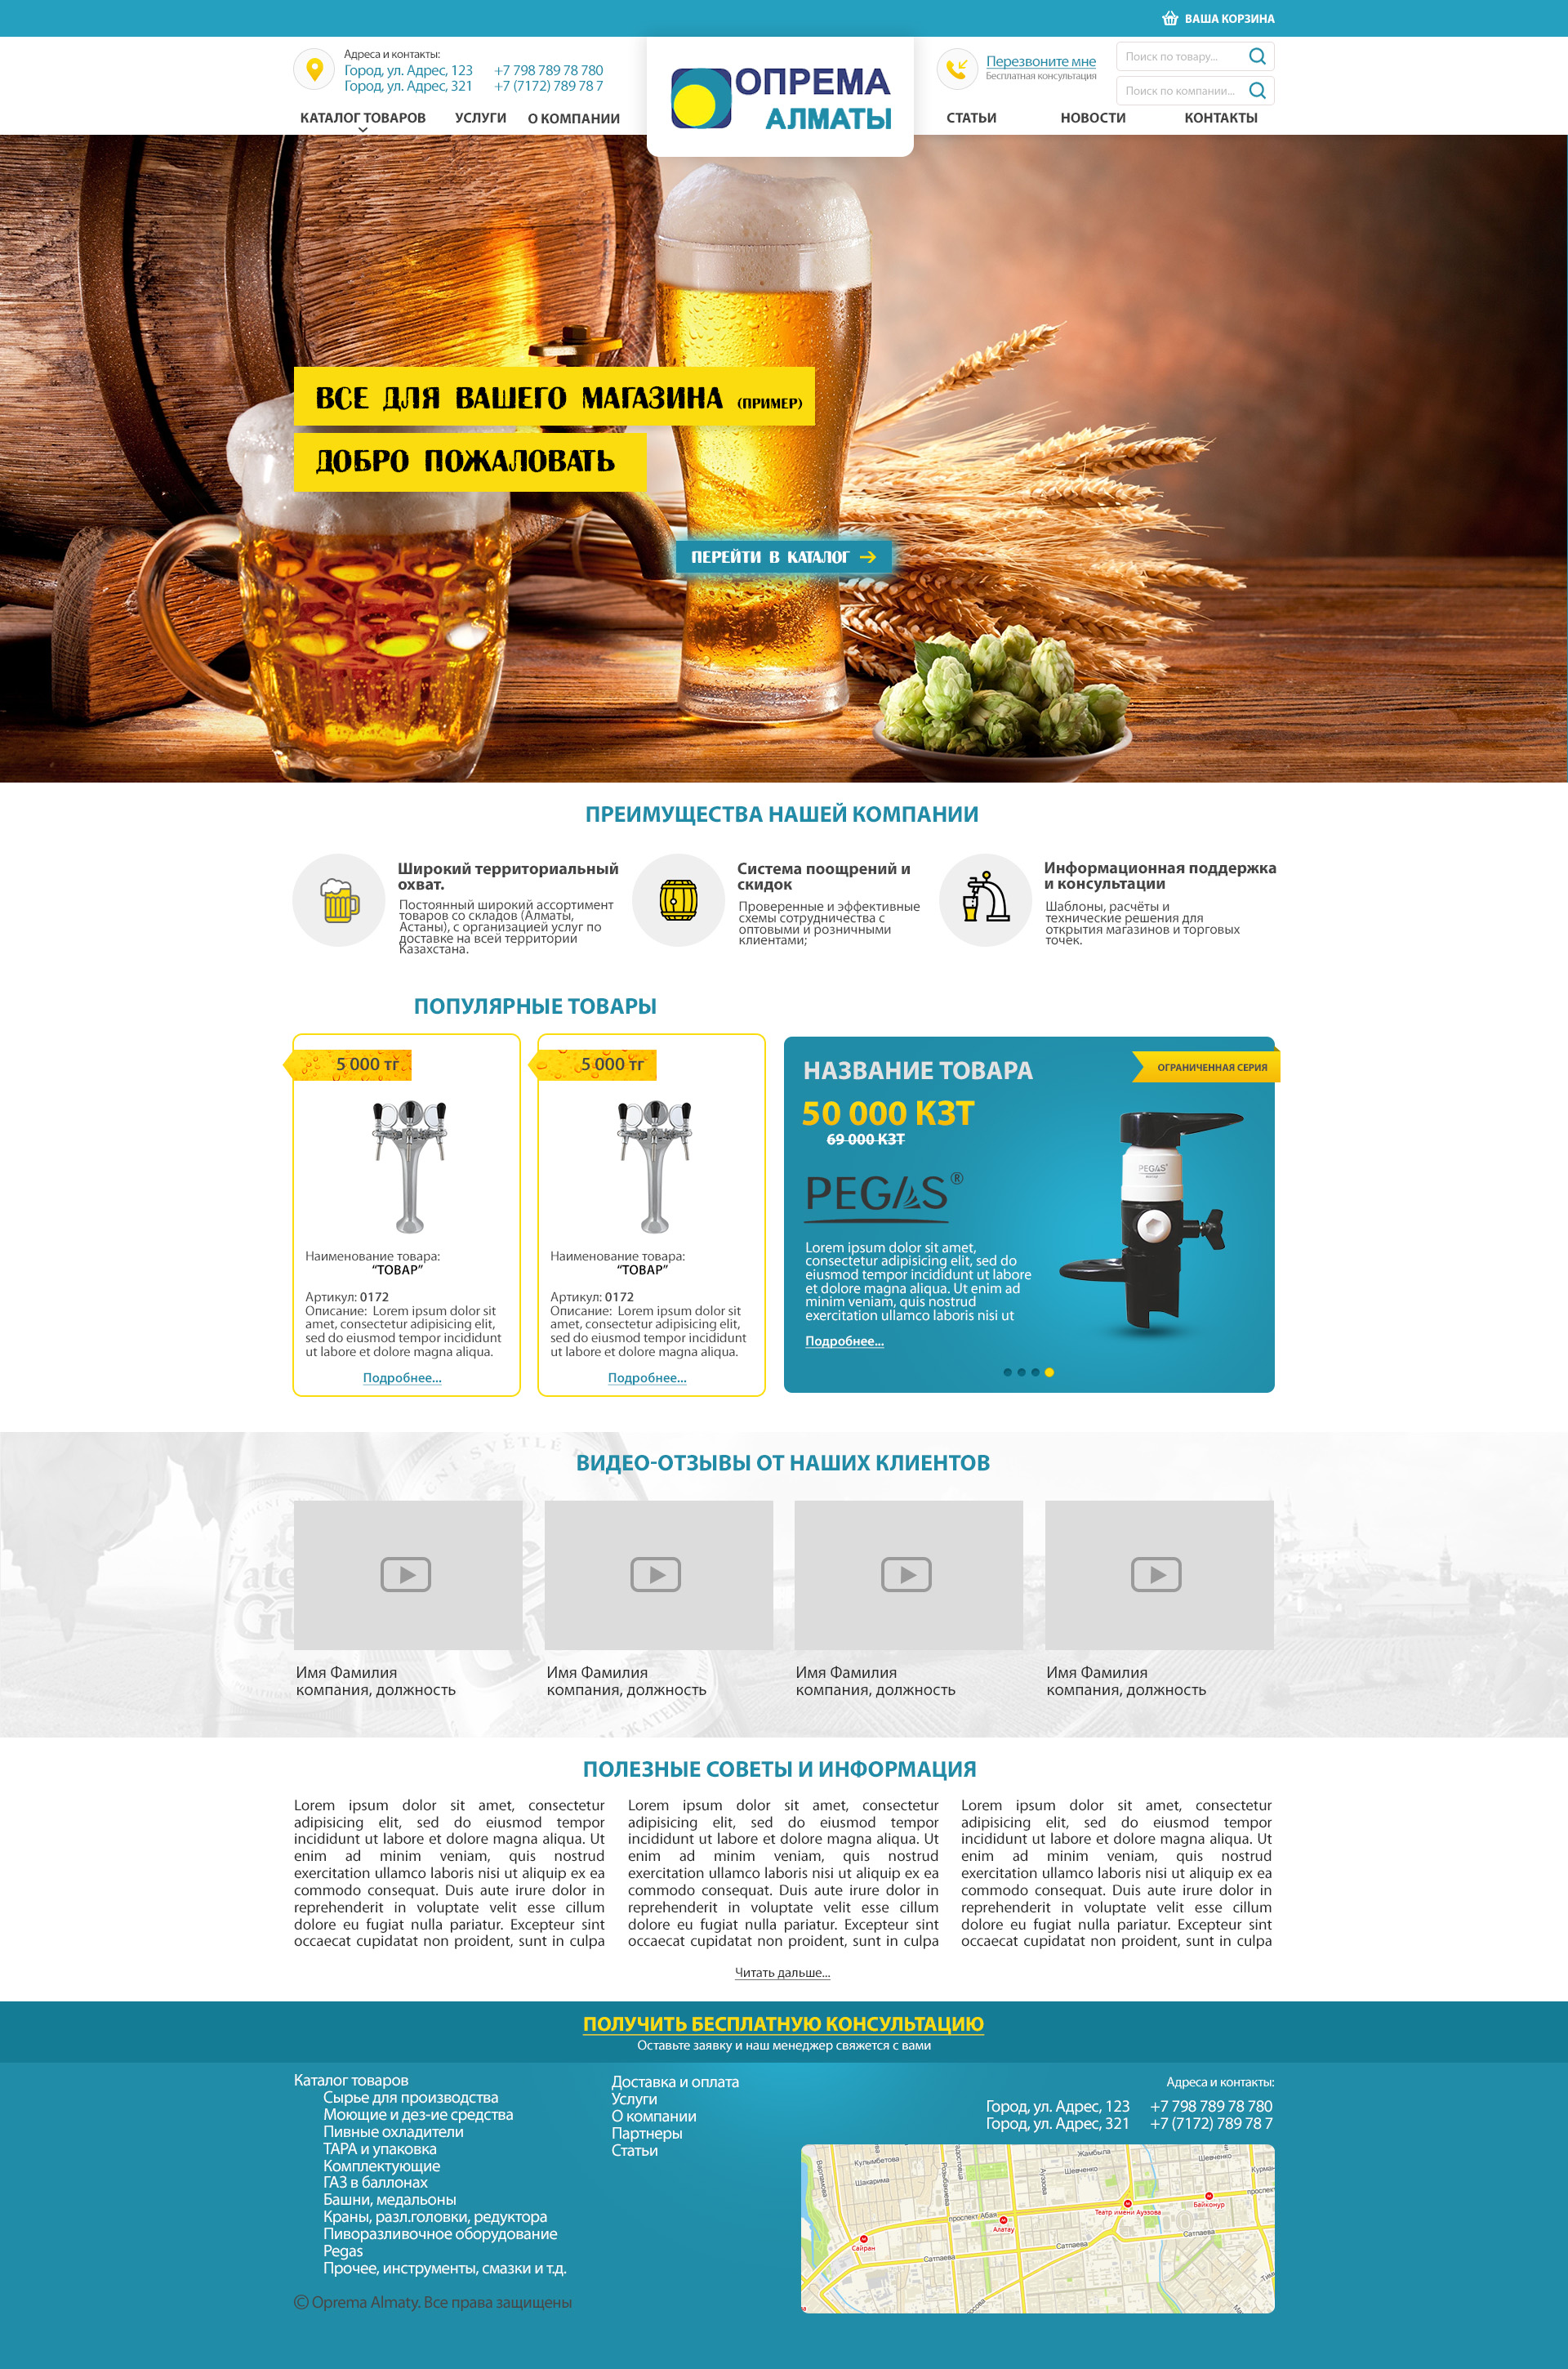 ВАША КОРЗИНА
Адреса и контакты:
Город, ул. Адрес, 123 +7 798 789 78 780
Город, ул. Адрес, 321 +7 (7172) 789 78 7
КАТАЛОГ ТОВАРОВ УСЛУГИ О КОМПАНИИ
ОПРЕМА
АЛМАТЫ
Перезвоните мне
Бесплатная консультация
Поиск по товару...
Поиск по компании...
СТАТЬИ НОВОСТИ КОНТАКТЫ
ВСЕ ДЛЯ ВАШЕГО МАГАЗИНА (ПРИМЕР)
ДОБРО ПОЖАЛОВАТЬ
ПЕРЕЙТИ В КАТАЛОГ
ПРЕИМУЩЕСТВА НАШЕЙ КОМПАНИИ
Широкий территориальный
охват.
Постоянный широкий ассортимент
товаров со складов (Алматы,
Астаны), с организацией услуг по
доставке на всей территории
Казахстана.
Система поощрений и
скидок
Проверенные и эффективные
схемы сотрудничества с
оптовыми и розничными
клиентами;
Информационная поддержка
и консультации
Шаблоны, расчёты и
технические решения для
открытия магазинов и торговых
точек.
ПОПУЛЯРНЫЕ ТОВАРЫ
5 000 тг
Наименование товара:
“ТОВАР”
Артикул: 0172
Описание: Lorem ipsum dolor sit
amet, consectetur adipisicing elit,
sed do eiusmod tempor incididunt
ut labore et dolore magna aliqua.
Подробнее...
5 000 тг
Наименование товара:
“ТОВАР”
Артикул: 0172
Описание: Lorem ipsum dolor sit
amet, consectetur adipisicing elit,
sed do eiusmod tempor incididunt
ut labore et dolore magna aliqua.
Подробнее...
НАЗВАНИЕ ТОВАРА
ОГРАНИЧЕННАЯ СЕРИЯ
50 000 КЗТ
69 000 КЗТ
PEGAS®
PEGAS
Lorem ipsum dolor sit amet,
consectetur adipisicing elit, sed do
eiusmod tempor incididunt ut labore
et dolore magna aliqua. Ut enim ad
minim veniam, quis nostrud
exercitation ullamco laboris nisi ut
Подробнее...
ВИДЕО-ОТЗЫВЫ ОТ НАШИХ КЛИЕНТОВ
Имя Фамилия
компания, должность
Имя Фамилия
компания, должность
Имя Фамилия
компания, должность
Имя Фамилия
компания, должность
ПОЛЕЗНЫЕ СОВЕТЫ И ИНФОРМАЦИЯ
Lorem ipsum dolor sit amet, consectetur
adipisicing elit, sed do eiusmod tempor
incididunt ut labore et dolore magna aliqua. Ut
enim ad minim veniam, quis nostrud
exercitation ullamco laboris nisi ut aliquip ex ea
commodo consequat. Duis aute irure dolor in
reprehenderit in voluptate velit esse cillum
dolore eu fugiat nulla pariatur. Excepteur sint
occaecat cupidatat non proident, sunt in culpa
Lorem ipsum dolor sit amet, consectetur
adipisicing elit, sed do eiusmod tempor
incididunt ut labore et dolore magna aliqua. Ut
enim ad minim veniam, quis nostrud
exercitation ullamco laboris nisi ut aliquip ex ea
commodo consequat. Duis aute irure dolor in
reprehenderit in voluptate velit esse cillum
dolore eu fugiat nulla pariatur. Excepteur sint
occaecat cupidatat non proident, sunt in culpa
Lorem ipsum dolor sit amet, consectetur
adipisicing elit, sed do eiusmod tempor
incididunt ut labore et dolore magna aliqua. Ut
enim ad minim veniam, quis nostrud
exercitation ullamco laboris nisi ut aliquip ex ea
commodo consequat. Duis aute irure dolor in
reprehenderit in voluptate velit esse cillum
dolore eu fugiat nulla pariatur. Excepteur sint
occaecat cupidatat non proident, sunt in culpa
Читать дальше...
ПОЛУЧИТЬ БЕСПЛАТНУЮ КОНСУЛЬТАЦИЮ
Оставьте заявку и наш менеджер свяжется с вами
Каталог товаров
Сырье для производства
Моющие и дез-ие средства
Пивные охладители
ТАРА и упаковка
Комплектующие
ГАЗ в баллонах
Башни, медальоны
Краны, разл.головки, редуктора
Пиворазливочное оборудование
Pegas
Прочее, инструменты, смазки и т.д.
© Oprema Almaty. Все права защищены
Доставка и оплата
Услуги
О компании
Партнеры
Статьи
Адреса и контакты:
Город, ул. Адрес, 123 +7 798 789 78 780
Город, ул. Адрес, 321 +7 (7172) 789 78 7
Кулымбетова
Шакарима
Варламова
Розыбакиева
Ауэзова
Жамбыла
Шевченко
Шевченко
Байконур
Театр имени Ауэзова
проспект Абая
Алатау
Сайран
Сатпаева
Сатпаева
Сатпаева